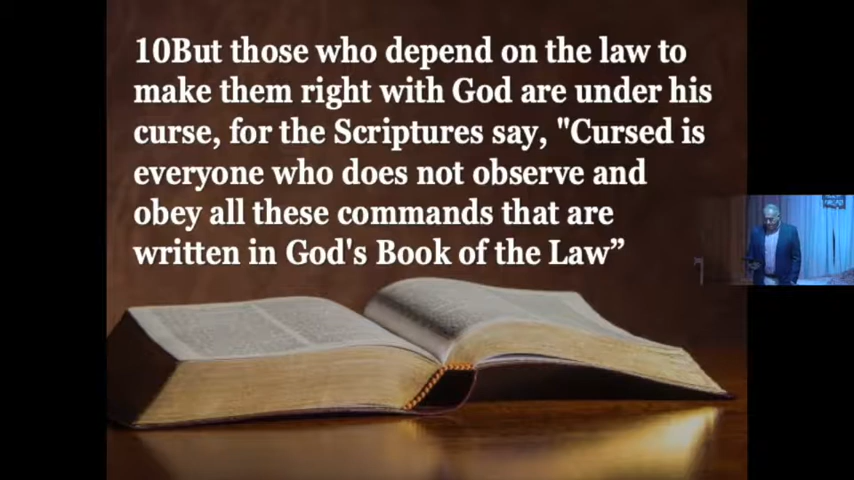 10But those who depend on the law to
make them right with God are under his
curse, for the Scriptures say, "Cursed is
everyone who does not observe and
obey all these commands that are
written in God's Book of the Law”